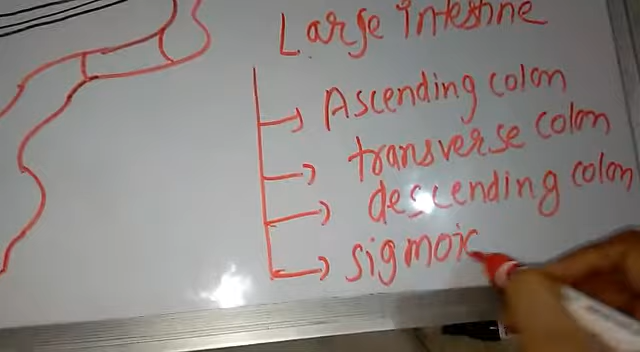 Large intestine
Ascending colon
transverse colon
descending colon
sigmoi